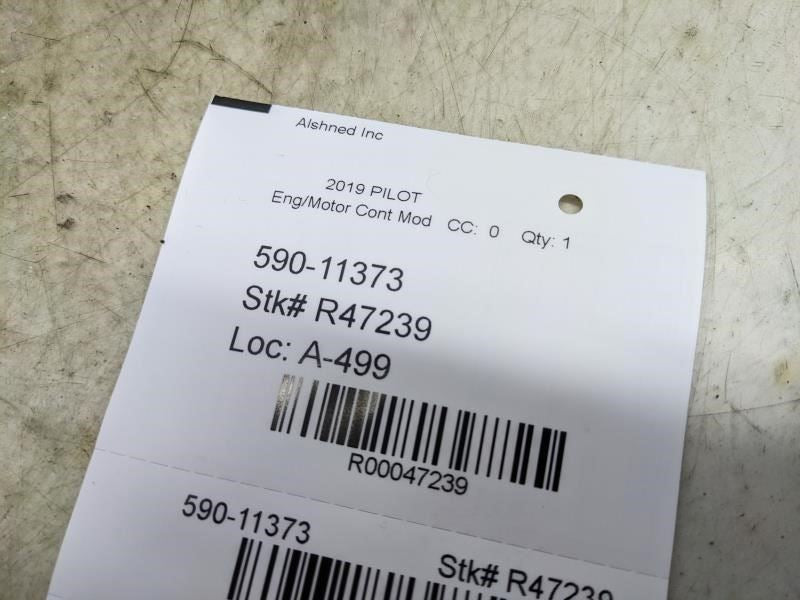 Alshned Inc
2019 PILOT
Eng/Motor Cont Mod CC: 0 Qty: 1
590-11373
Stk# R47239
Loc: A-499
R00047239
590-11373
Stk# R47239